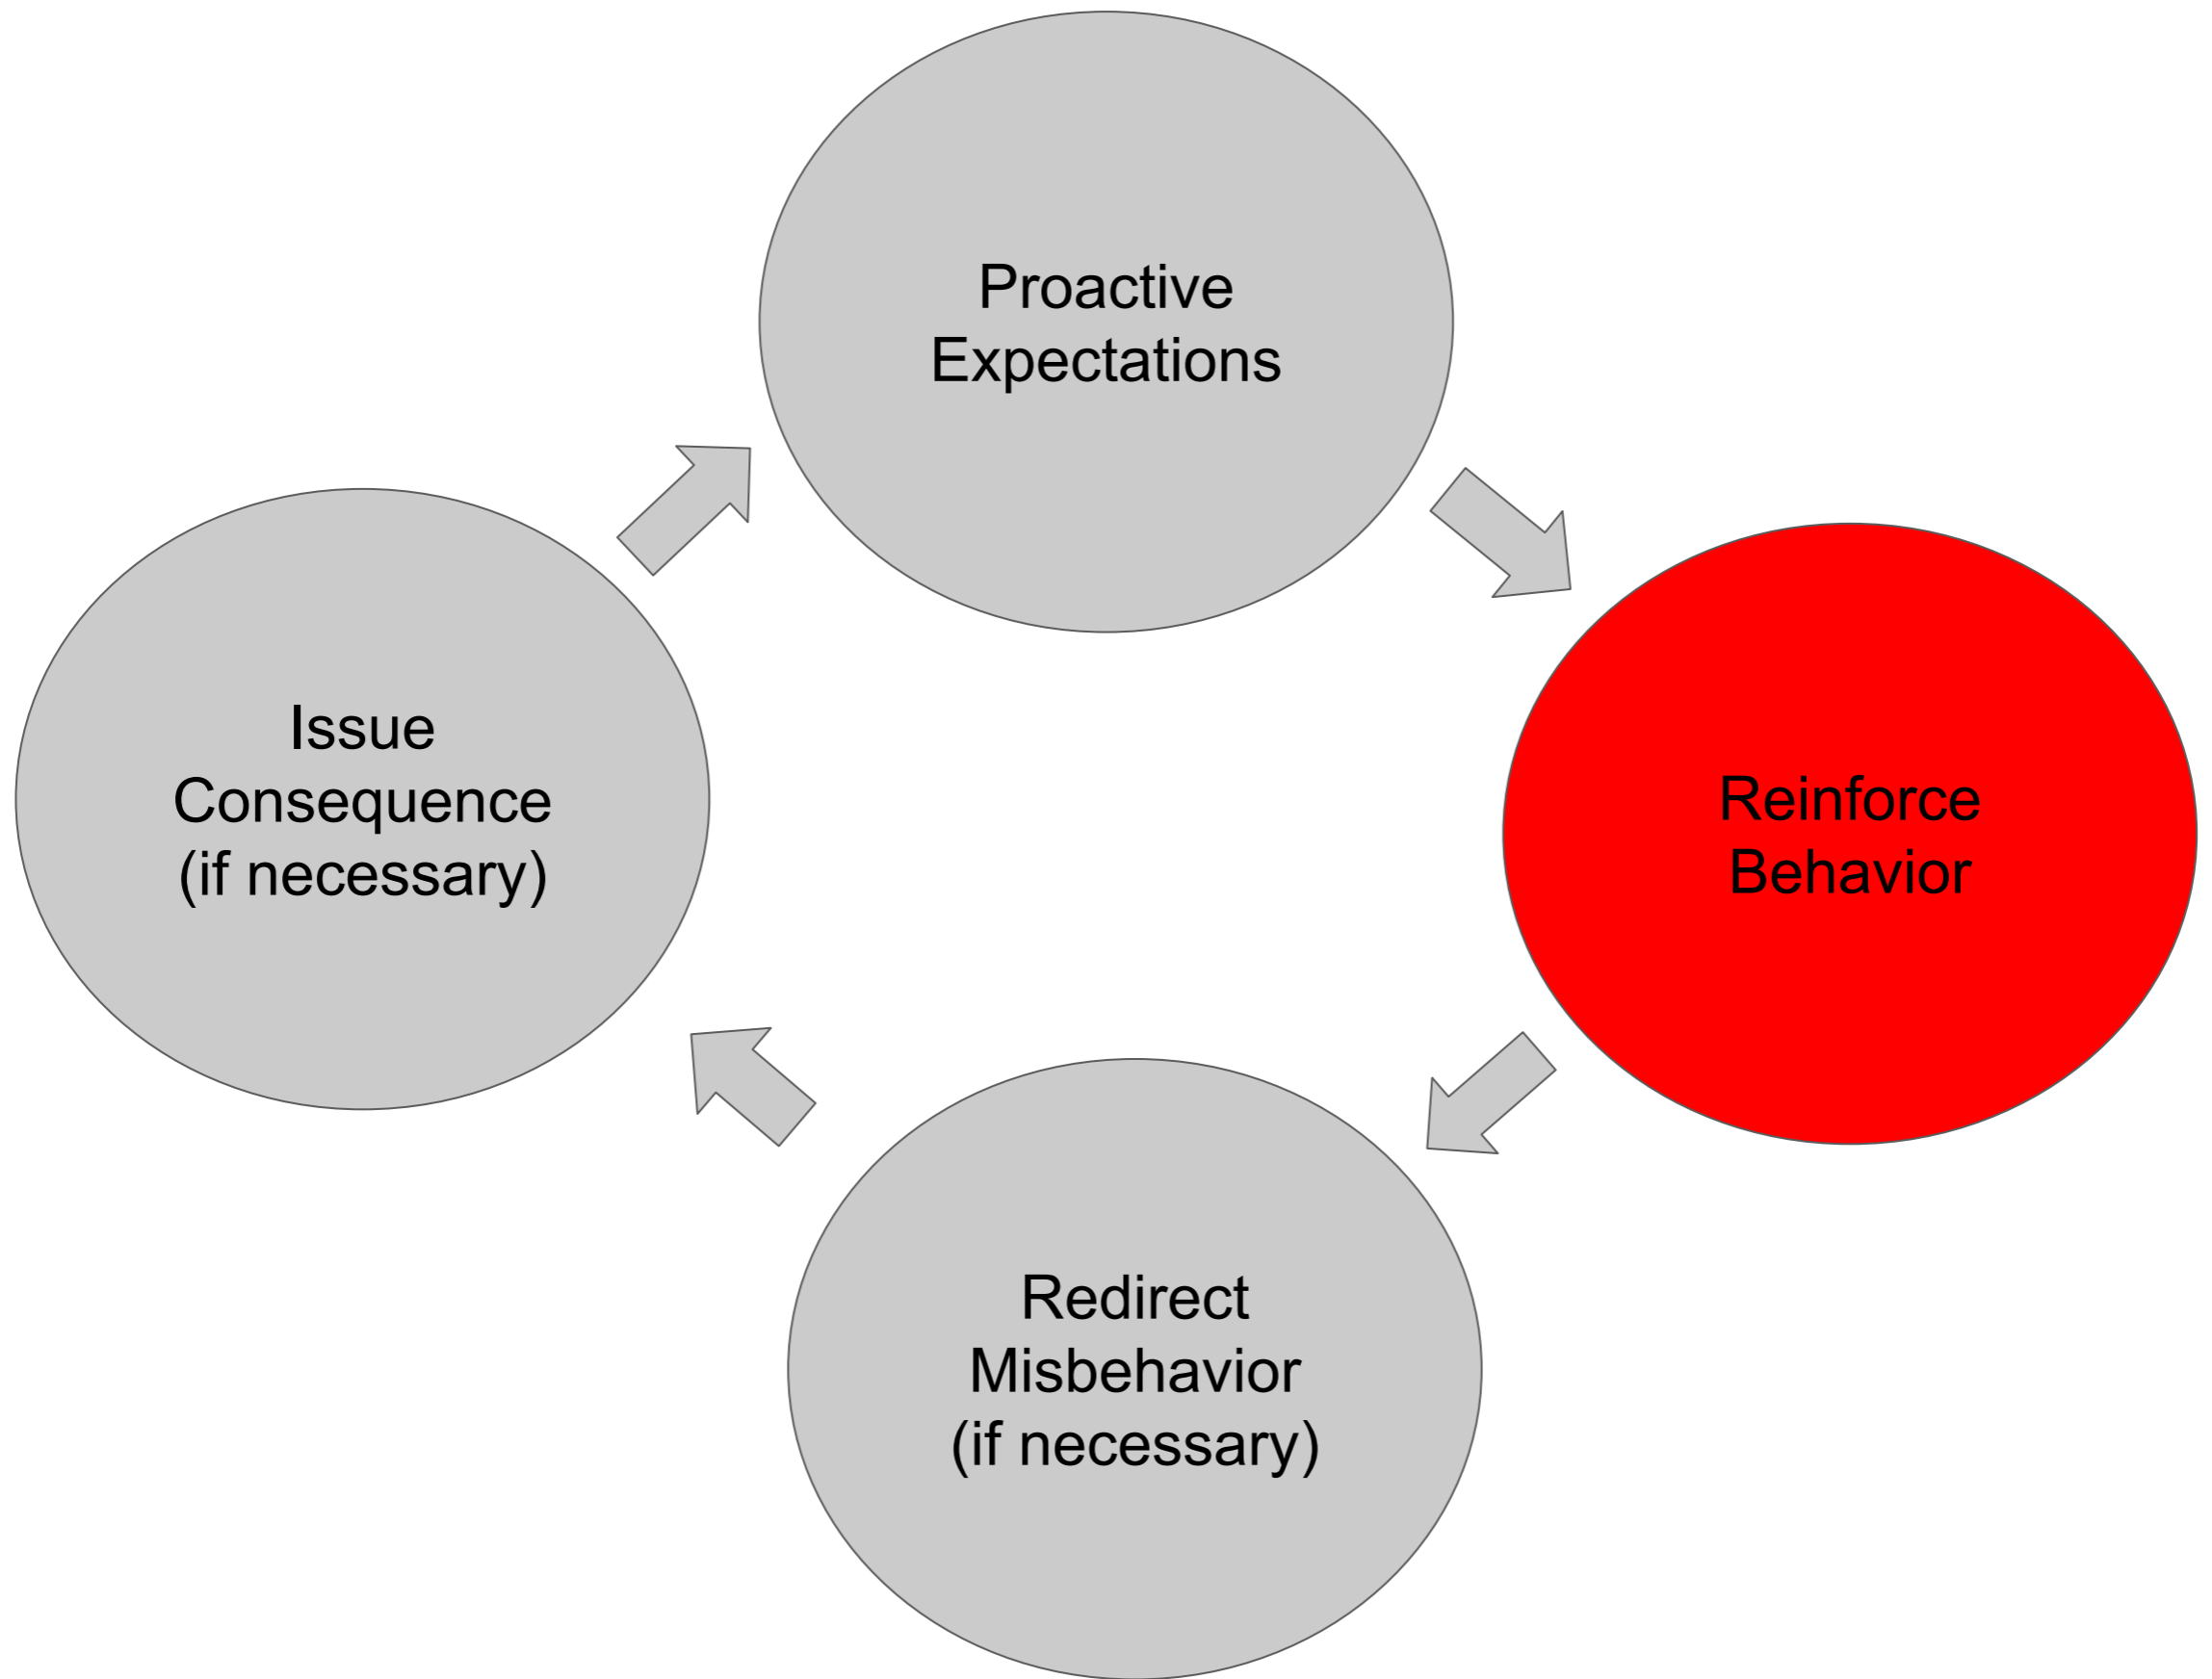 Proactive
Expectations
Reinforce
Behavior
Redirect
Misbehavior
(if necessary)
Issue
Consequence
(if necessary)